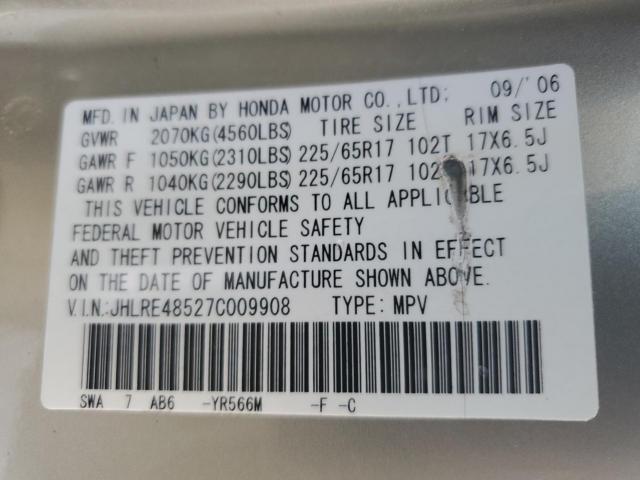 MFD. IN JAPAN BY HONDA MOTOR CO.,LTD: 09/'06
GVWR 2070KG(4560LBS) TIRE SIZE RIM SIZE
GAWR F 1050KG(2310LBS) 225/65R17 102T 17X6.5J
GAWR R 1040KG(2290LBS) 225/65R17 17X6.5J
THIS VEHICLE CONFORMS TO ALL APPLICABLE
FEDERAL MOTOR VEHICLE SAFETY
AND THEFT PREVENTION STANDARDS IN EFFECT
ON THE DATE OF MANUFACTURE SHOWN ABOVE.
V.I.N.:JHLRE48527C009908 TYPE: MPV
SWA 7 AB6 -YR566M -F -C